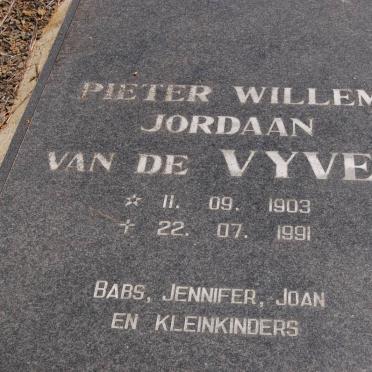 PIETER WILLEM
JORDAAN
VAN DE VYVE
☆ 11. 09. 1903
✝ 22. 07. 1991
BABS, JENNIFER, JOAN
EN KLEINKINDERS